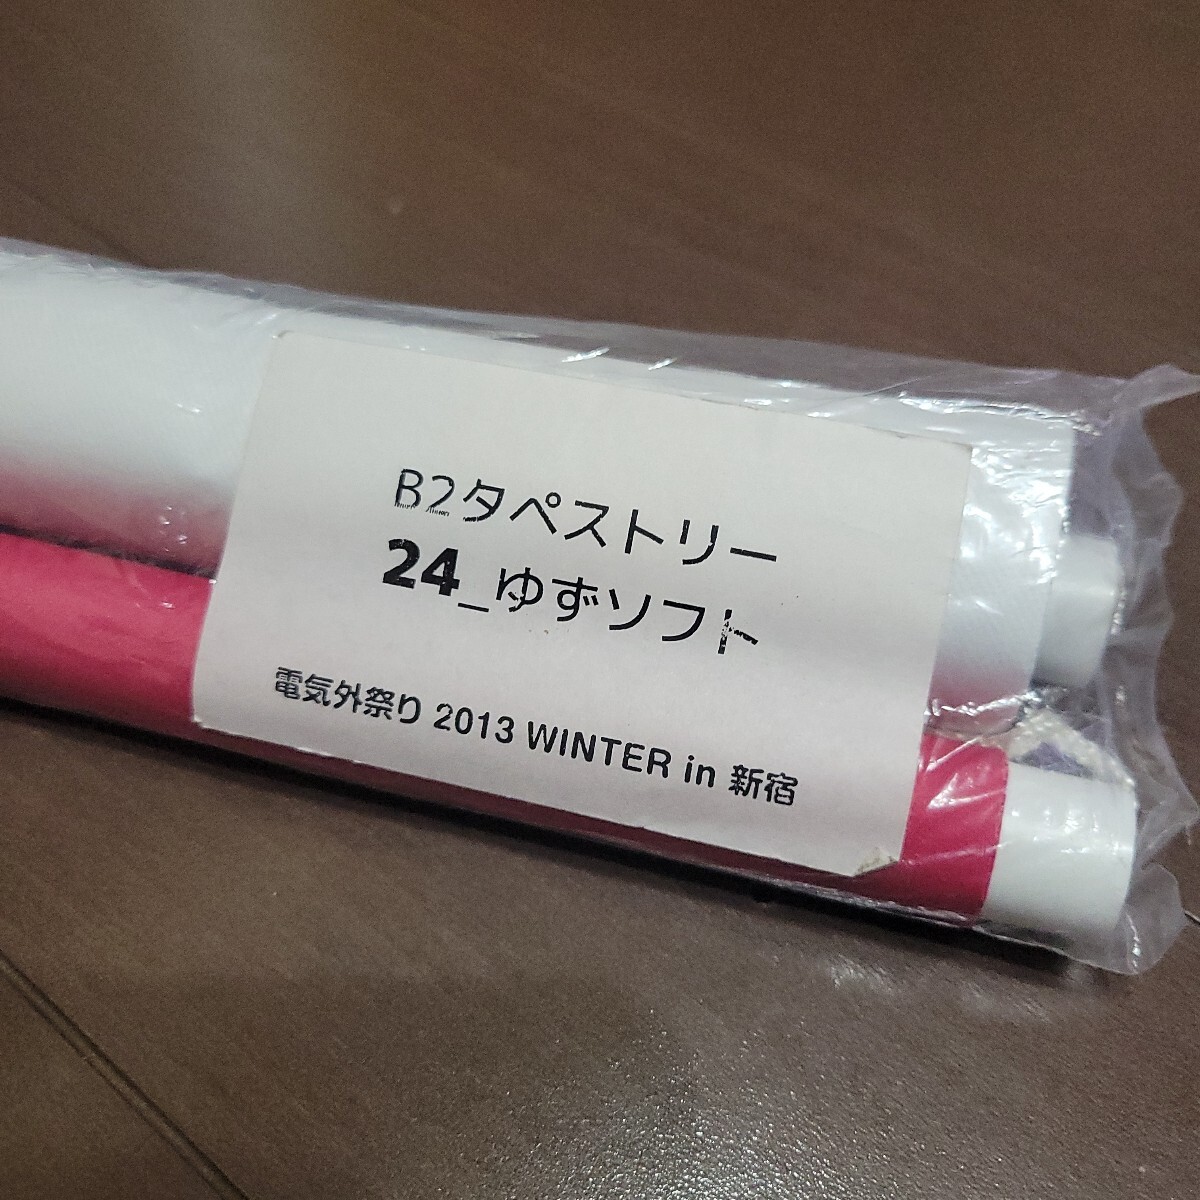 B2タペストリー
24_ゆずソフト
電気外祭り 2013 WINTER in 新宿